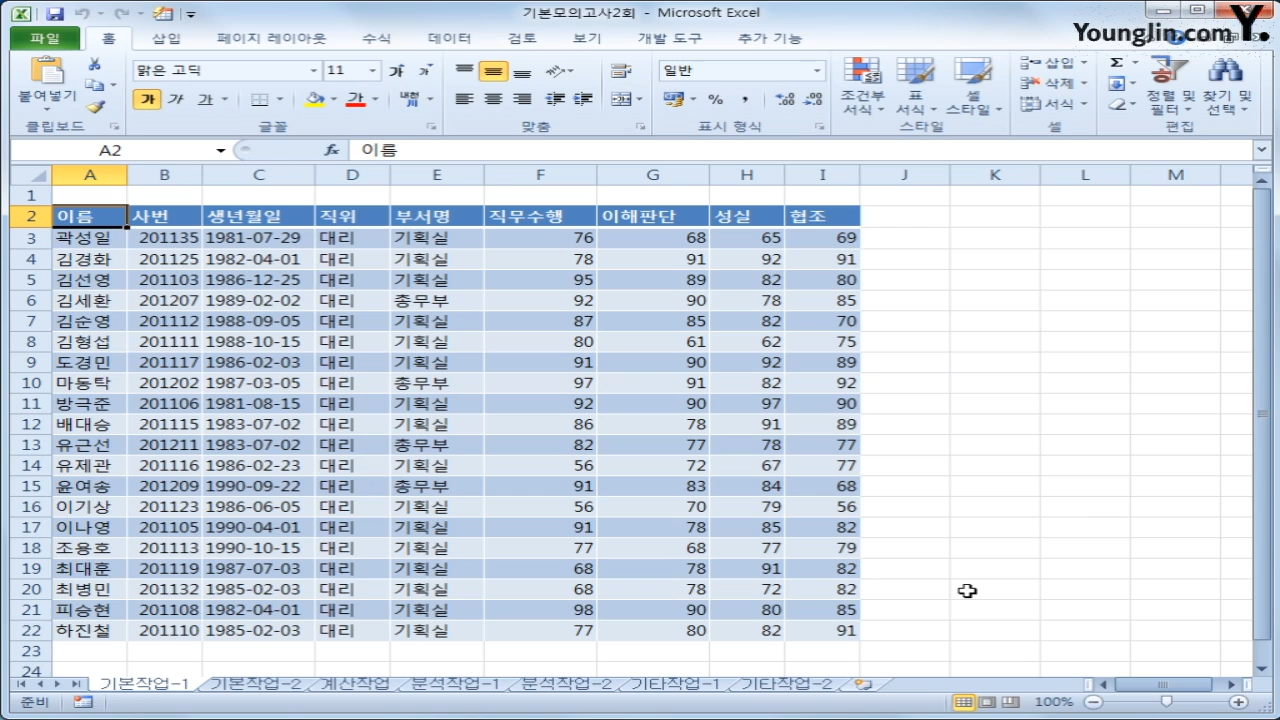 기본모의고사2회 - Microsoft Excel
Younglin.com Y.
파일 홈 삽입 페이지 레이아웃 수식 데이터 검토 보기 개발 도구 추가 기능
맑은 고딕 11 가 가 일반 삽입 Σ
붙여넣기 가 가 가 가 내천 % , 조건부 서식 표 서식 셀 스타일 삭제 서식 정렬 및 필터 찾기 및 선택
클립보드 글꼴 맞춤 표시 형식 스타일 셀 편집
A2 fx 이름
A B C D E F G H I J K L M
1
2 이름 사번 생년월일 직위 부서명 직무수행 이해판단 성실 협조
3 곽성일 201135 1981-07-29 대리 기획실 76 68 65 69
4 김경화 201125 1982-04-01 대리 기획실 78 91 92 91
5 김선영 201103 1986-12-25 대리 기획실 95 89 82 80
6 김세환 201207 1989-02-02 대리 총무부 92 90 78 85
7 김순영 201112 1988-09-05 대리 기획실 87 85 82 70
8 김형섭 201111 1988-10-15 대리 기획실 80 61 62 75
9 도경민 201117 1986-02-03 대리 기획실 91 90 92 89
10 마동탁 201202 1987-03-05 대리 총무부 97 91 82 92
11 방극준 201106 1981-08-15 대리 기획실 92 90 97 90
12 배대승 201115 1983-07-02 대리 기획실 86 78 91 89
13 유근선 201211 1983-07-02 대리 총무부 82 77 78 77
14 유제관 201116 1986-02-23 대리 기획실 56 72 67 77
15 윤여송 201209 1990-09-22 대리 총무부 91 83 84 68
16 이기상 201123 1986-06-05 대리 기획실 56 70 79 56
17 이나영 201105 1990-04-01 대리 기획실 91 78 85 82
18 조용호 201113 1990-10-15 대리 기획실 77 68 77 79
19 최대훈 201119 1987-07-03 대리 기획실 68 78 91 82
20 최병민 201132 1985-02-03 대리 기획실 68 78 72 82
21 피승현 201108 1982-04-01 대리 기획실 98 90 80 85
22 하진철 201110 1985-02-03 대리 기획실 77 80 82 91
23
24
기본작업-1 기본작업-2 계산작업 분석작업-1 분석작업-2 기타작업-1 기타작업-2
준비 100%